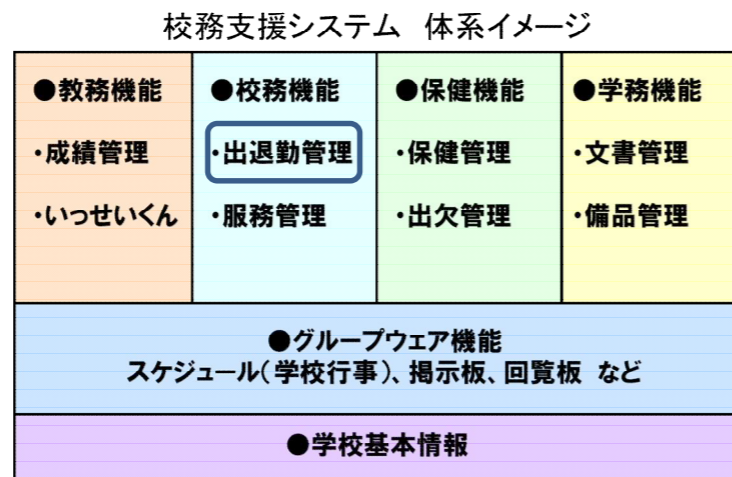 校務支援システム 体系イメージ
●教務機能
・成績管理
・いっせいくん
●校務機能
・出退勤管理
・服務管理
●保健機能
・保健管理
・出欠管理
●学務機能
・文書管理
・備品管理
●グループウェア機能
スケジュール(学校行事)、掲示板、回覧板 など
●学校基本情報